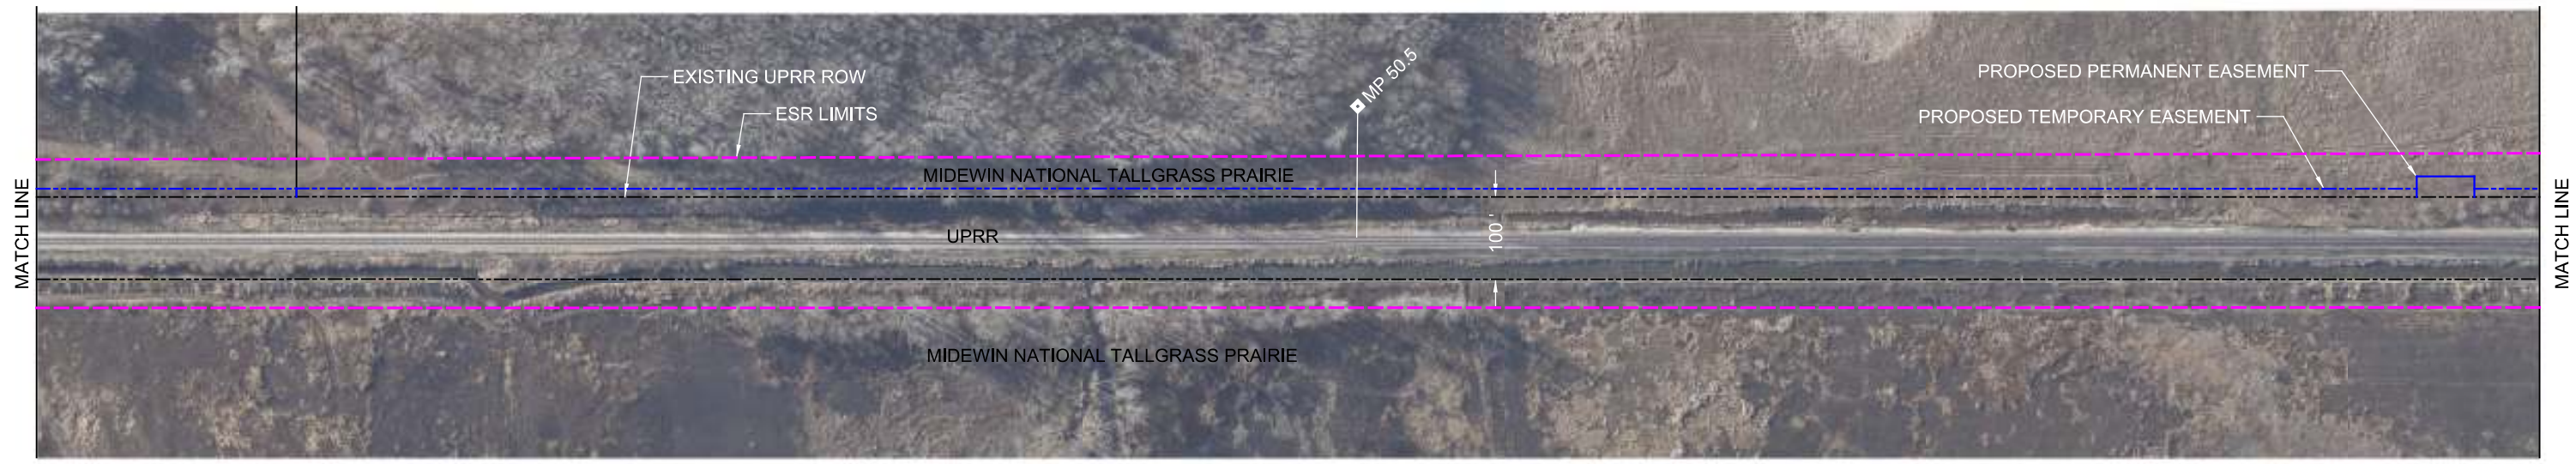 MP 50.5
EXISTING UPRR ROW
PROPOSED PERMANENT EASEMENT
ESR LIMITS
PROPOSED TEMPORARY EASEMENT
MIDEWIN NATIONAL TALLGRASS PRAIRIE
MATCH LINE
UPRR
100'
MATCH LINE
MIDEWIN NATIONAL TALLGRASS PRAIRIE